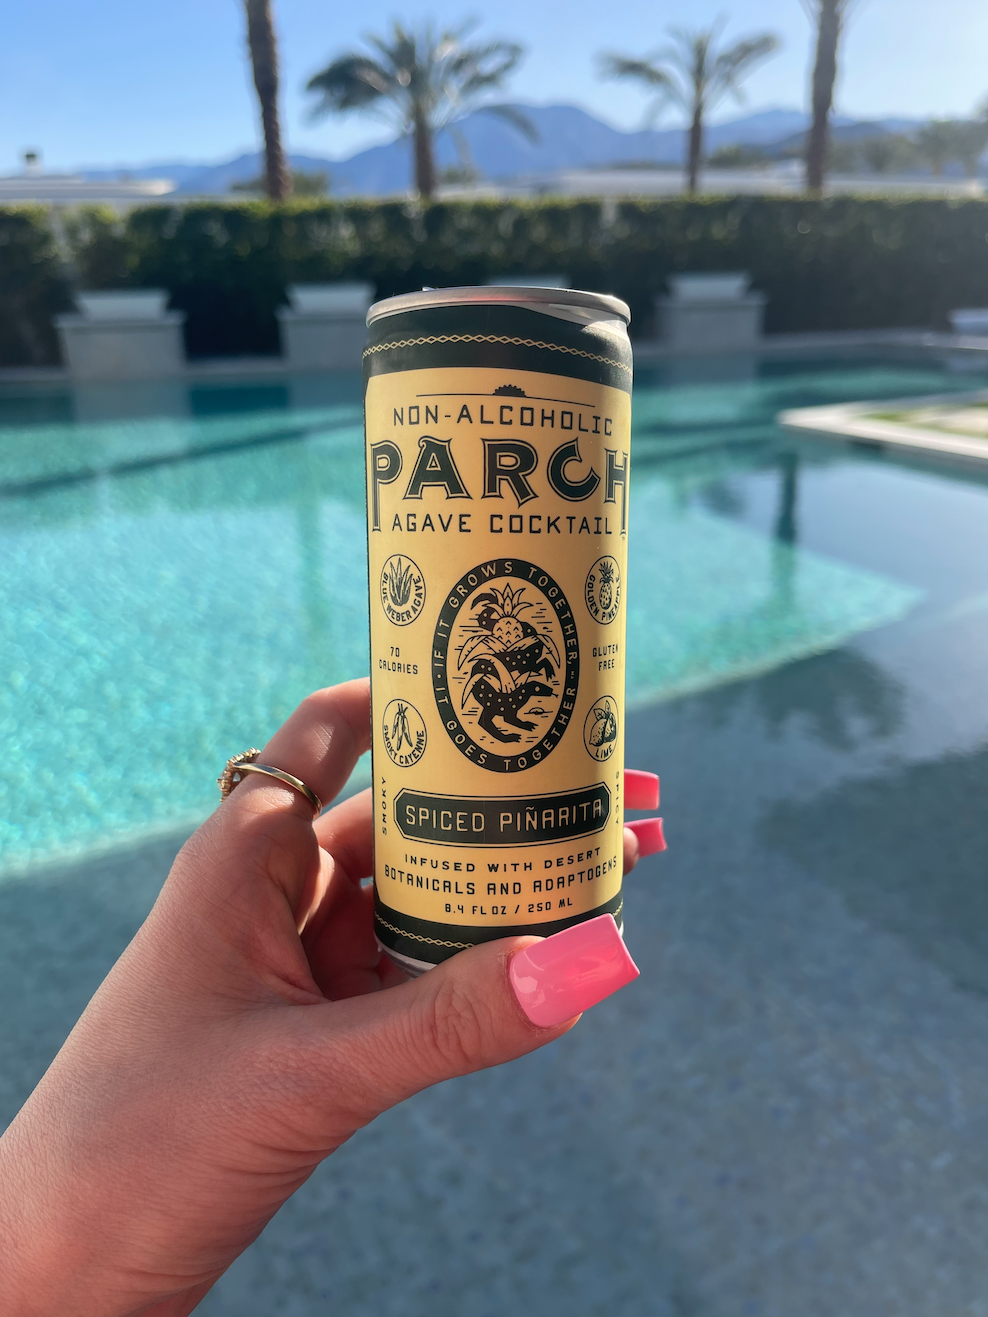 NON-ALCOHOLIC
PARCH
AGAVE COCKTAIL
BLUE WEBER AGAVE
GOLDEN PINEAPPLE
IF IT GROWS TOGETHER,
IT GOES TOGETHER
70
CALORIES
GLUTEN
FREE
SMOKY CAYENNE
LIME
SMOKY
SPICY
SPICED PIÑARITA
INFUSED WITH DESERT
BOTANICALS AND ADAPTOGENS
8.4 FL OZ / 250 ML